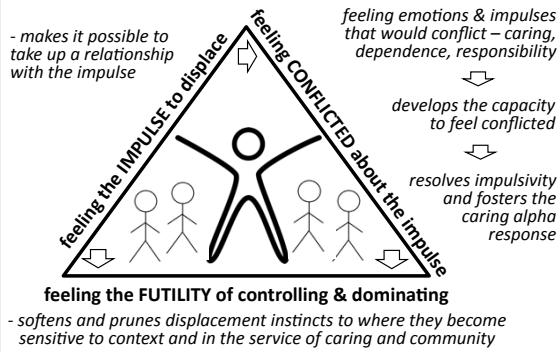 - makes it possible to
take up a relationship
with the impulse
feeling the IMPULSE to displace
feeling CONFLICTED about the impulse
feeling emotions & impulses
that would conflict – caring,
dependence, responsibility
develops the capacity
to feel conflicted
resolves impulsivity
and fosters the
caring alpha
response
feeling the FUTILITY of controlling & dominating
- softens and prunes displacement instincts to where they become
sensitive to context and in the service of caring and community